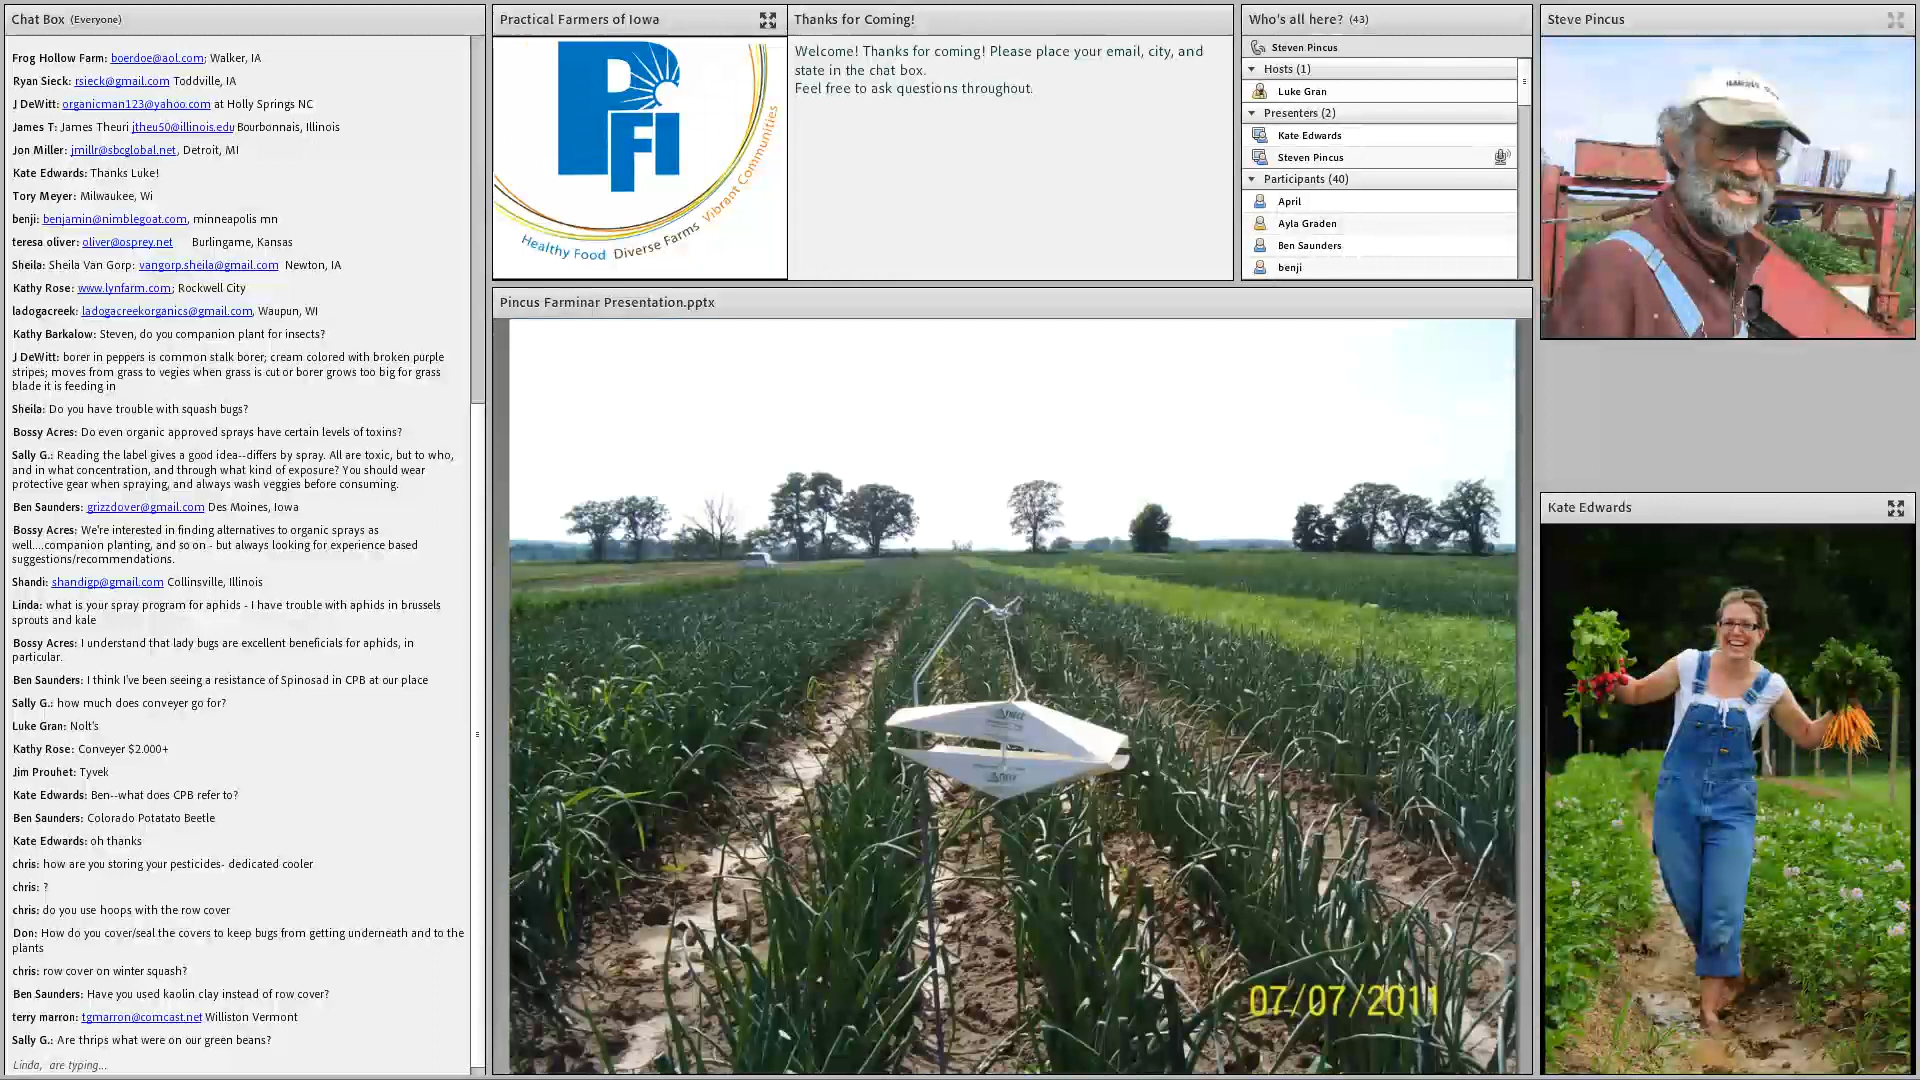 Chat Box (Everyone)
Frog Hollow Farm: boerdoe@aol.com; Walker, IA
Ryan Sieck: rsieck@gmail.com Toddville, IA
J DeWitt: organicman123@yahoo.com at Holly Springs NC
James T: James Theuri jtheu50@illinois.edu Bourbonnais, Illinois
Jon Miller: jmillr@sbcglobal.net, Detroit, MI
Kate Edwards: Thanks Luke!
Tory Meyer: Milwaukee, Wi
benji: benjamin@nimblegoat.com, minneapolis mn
teresa oliver: oliver@osprey.net Burlingame, Kansas
Sheila: Sheila Van Gorp: vangorp.sheila@gmail.com Newton, IA
Kathy Rose: www.lynfarm.com; Rockwell City
ladogacreek: ladogacreekorganics@gmail.com, Waupun, WI
Kathy Barkalow: Steven, do you companion plant for insects?
J DeWitt: borer in peppers is common stalk borer; cream colored with broken purple
stripes; moves from grass to vegies when grass is cut or borer grows too big for grass
blade it is feeding in
Sheila: Do you have trouble with squash bugs?
Bossy Acres: Do even organic approved sprays have certain levels of toxins?
Sally G.: Reading the label gives a good idea--differs by spray. All are toxic, but to who,
and in what concentration, and through what kind of exposure? You should wear
protective gear when spraying, and always wash veggies before consuming.
Ben Saunders: grizzdover@gmail.com Des Moines, Iowa
Bossy Acres: We're interested in finding alternatives to organic sprays as
well....companion planting, and so on - but always looking for experience based
suggestions/recommendations.
Shandi: shandigp@gmail.com Collinsville, Illinois
Linda: what is your spray program for aphids - I have trouble with aphids in brussels
sprouts and kale
Bossy Acres: I understand that lady bugs are excellent beneficials for aphids, in
particular.
Ben Saunders: I think I've been seeing a resistance of Spinosad in CPB at our place
Sally G.: how much does conveyer go for?
Luke Gran: Nolt's
Kathy Rose: Conveyer $2.000+
Jim Prouhet: Tyvek
Kate Edwards: Ben--what does CPB refer to?
Ben Saunders: Colorado Potatato Beetle
Kate Edwards: oh thanks
chris: how are you storing your pesticides- dedicated cooler
chris: ?
chris: do you use hoops with the row cover
Don: How do you cover/seal the covers to keep bugs from getting underneath and to the
plants
chris: row cover on winter squash?
Ben Saunders: Have you used kaolin clay instead of row cover?
terry marron: tgmarron@comcast.net Williston Vermont
Sally G.: Are thrips what were on our green beans?
Linda, are typing...
Practical Farmers of Iowa
PFI
Healthy Food Diverse Farms Vibrant Communities
Thanks for Coming!
Welcome! Thanks for coming! Please place your email, city, and
state in the chat box.
Feel free to ask questions throughout.
Who's all here? (43)
Steven Pincus
Hosts (1)
Luke Gran
Presenters (2)
Kate Edwards
Steven Pincus
Participants (40)
April
Ayla Graden
Ben Saunders
benji
Pincus Farminar Presentation.pptx
07/07/2011
Steve Pincus
Kate Edwards